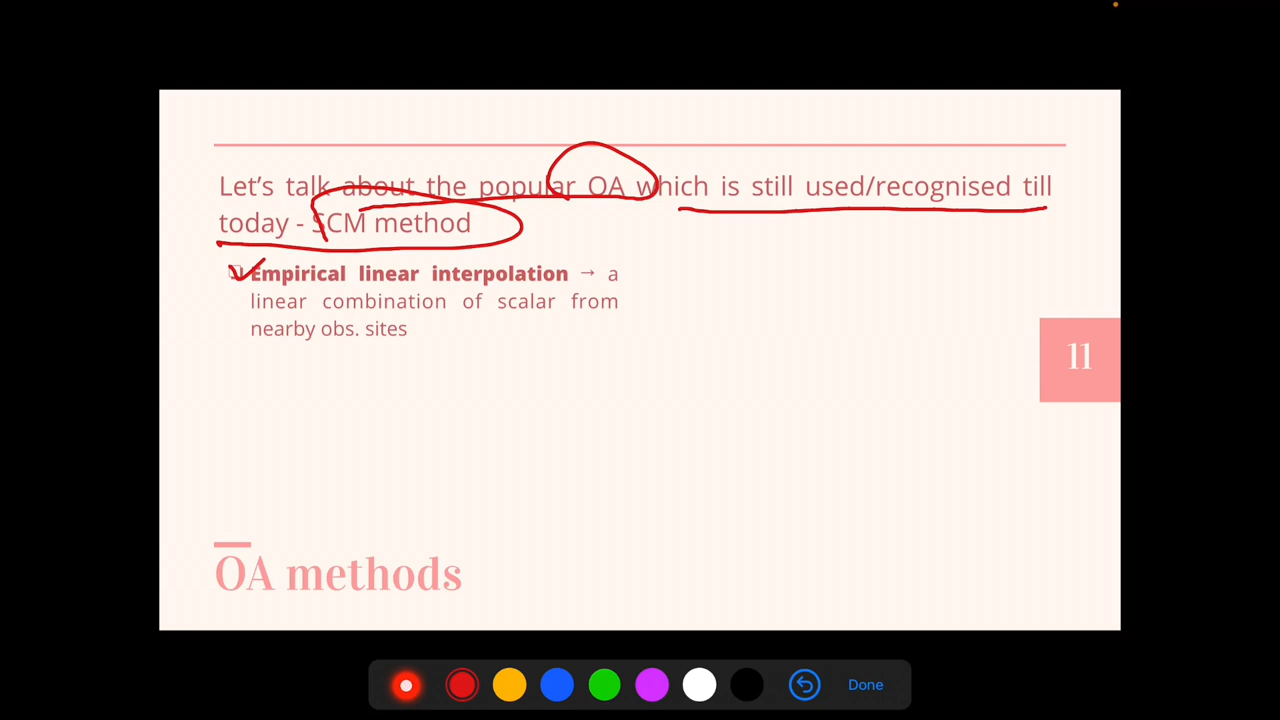 Let's talk about the popular OA which is still used/recognised till
today - SCM method
Empirical linear interpolation → a
linear combination of scalar from
nearby obs. sites
11
OA methods
Done